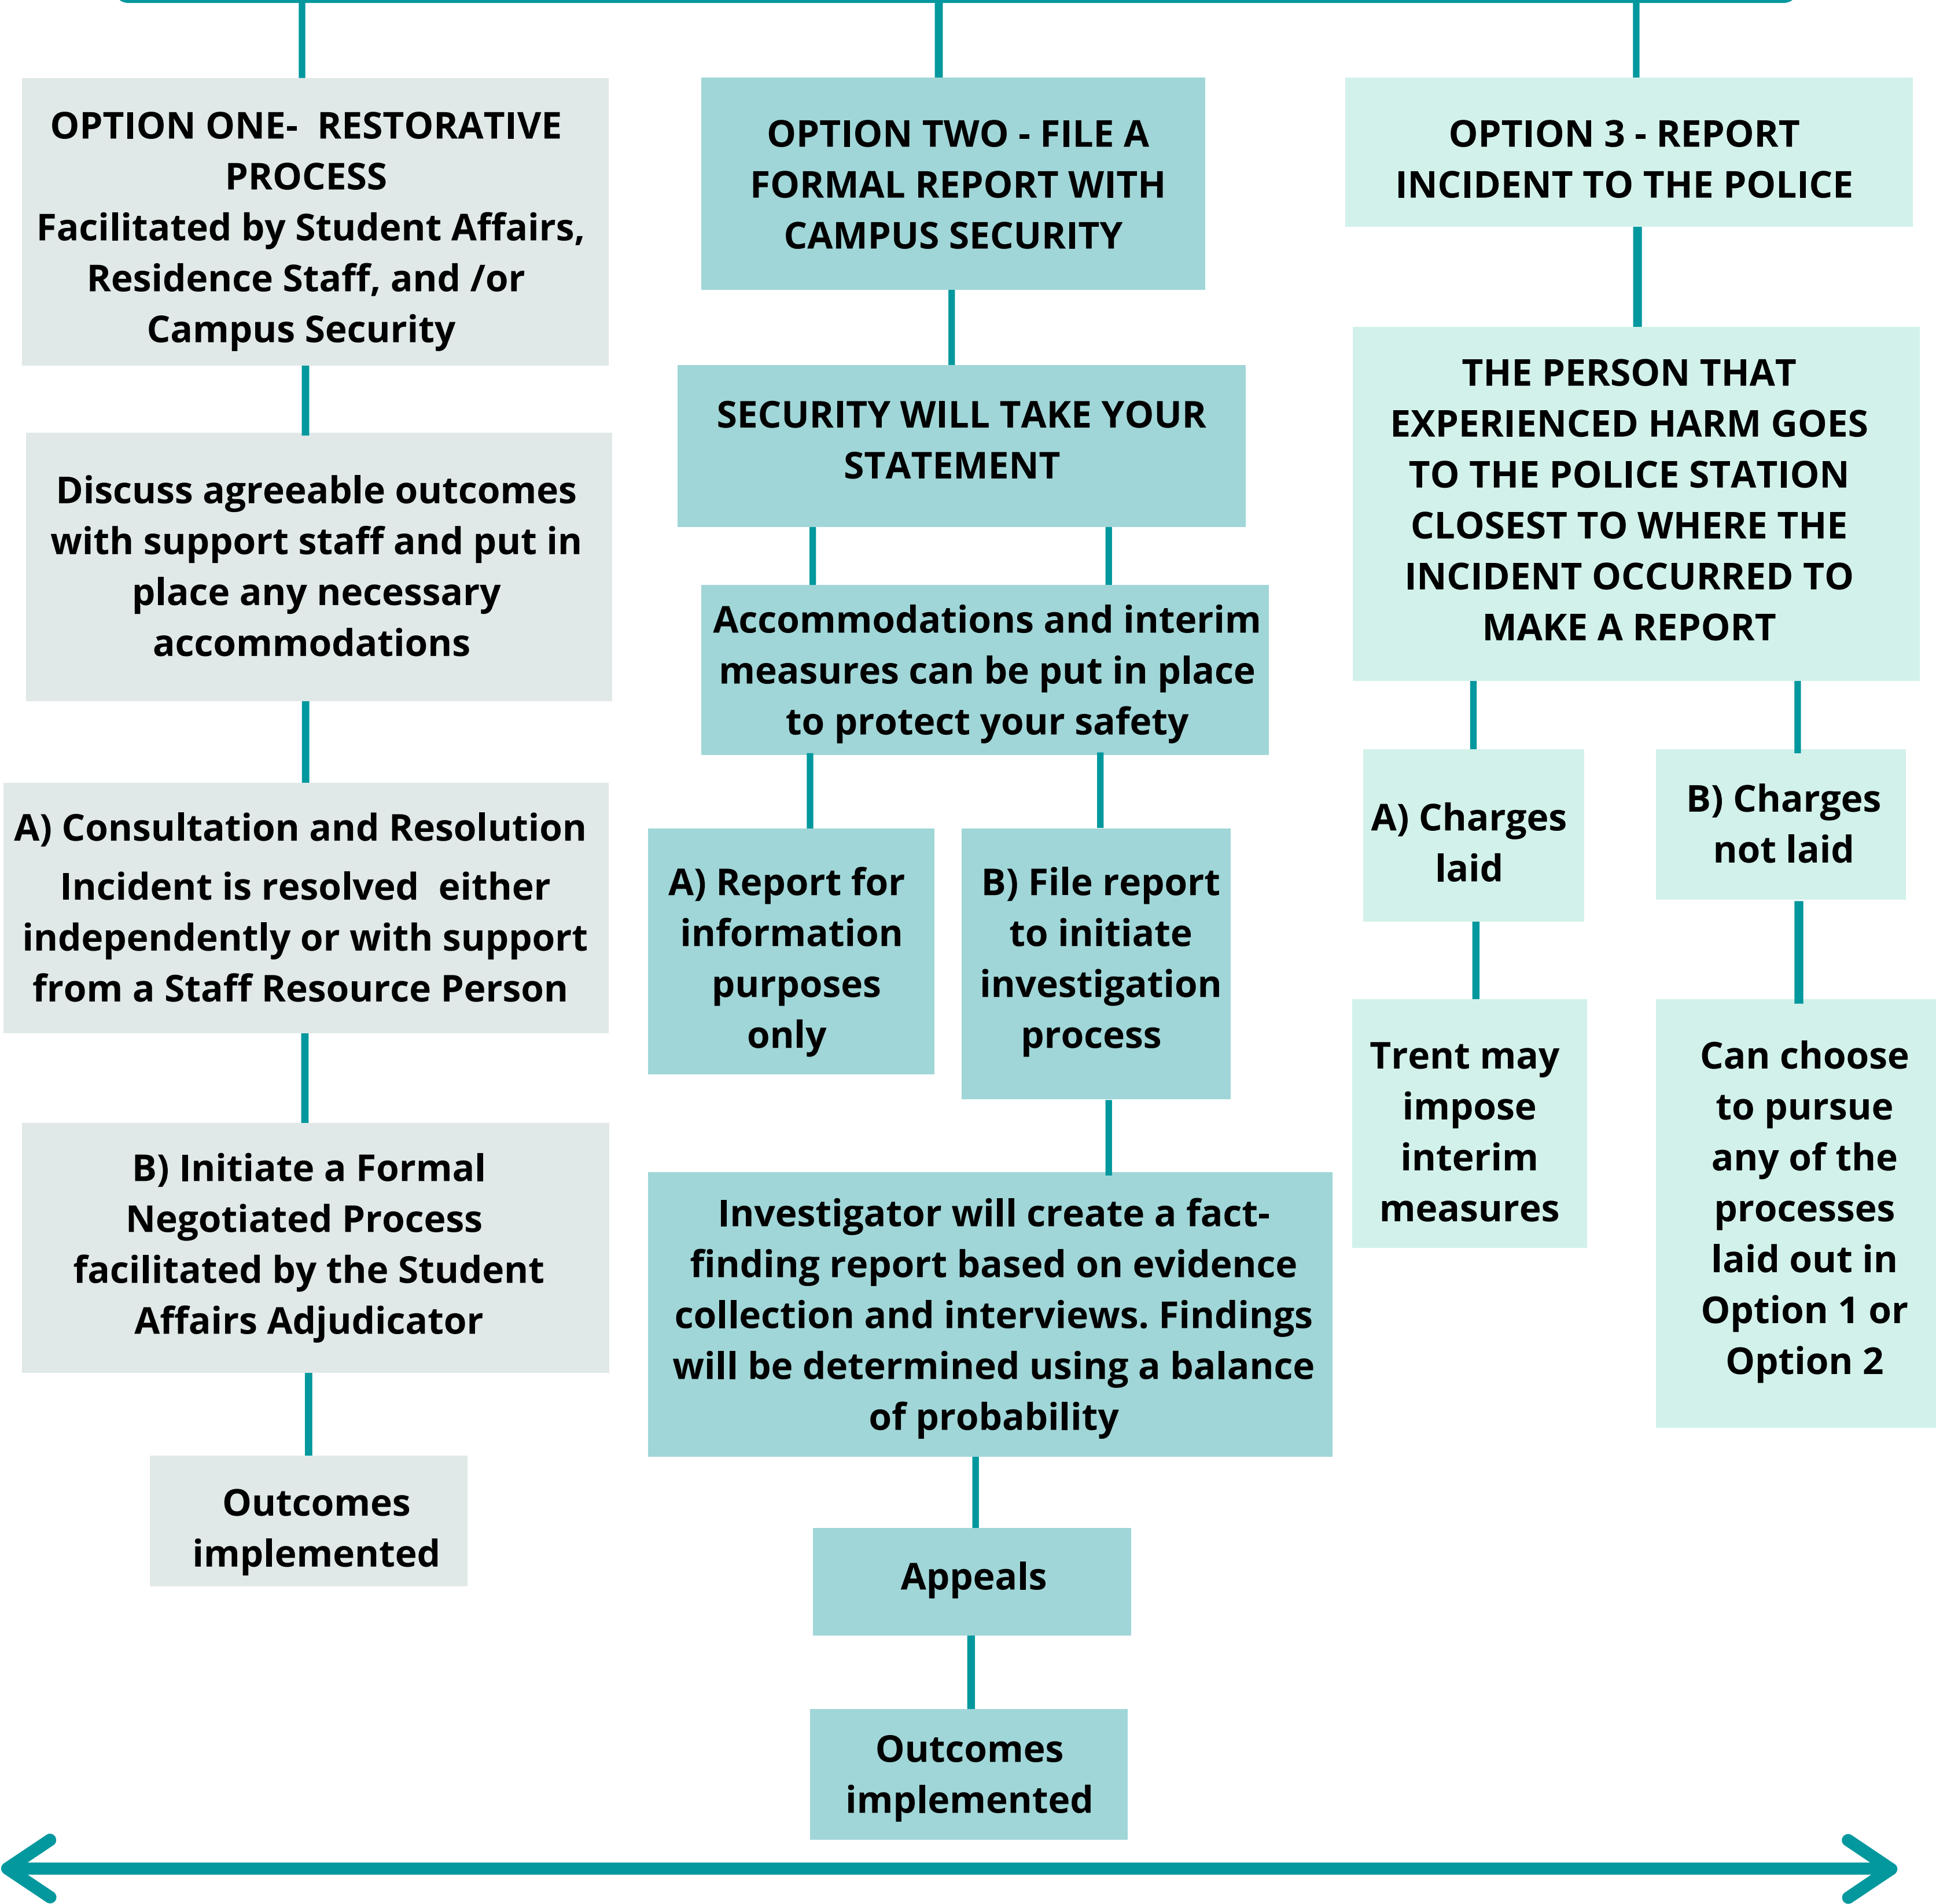 OPTION ONE- RESTORATIVE
PROCESS
Facilitated by Student Affairs,
Residence Staff, and /or
Campus Security
Discuss agreeable outcomes
with support staff and put in
place any necessary
accommodations
A) Consultation and Resolution
Incident is resolved either
independently or with support
from a Staff Resource Person
B) Initiate a Formal
Negotiated Process
facilitated by the Student
Affairs Adjudicator
Outcomes
implemented
OPTION TWO - FILE A
FORMAL REPORT WITH
CAMPUS SECURITY
SECURITY WILL TAKE YOUR
STATEMENT
Accommodations and interim
measures can be put in place
to protect your safety
A) Report for
information
purposes
only
B) File report
to initiate
investigation
process
Investigator will create a fact-
finding report based on evidence
collection and interviews. Findings
will be determined using a balance
of probability
Appeals
Outcomes
implemented
OPTION 3 - REPORT
INCIDENT TO THE POLICE
THE PERSON THAT
EXPERIENCED HARM GOES
TO THE POLICE STATION
CLOSEST TO WHERE THE
INCIDENT OCCURRED TO
MAKE A REPORT
A) Charges
laid
Trent may
impose
interim
measures
B) Charges
not laid
Can choose
to pursue
any of the
processes
laid out in
Option 1 or
Option 2